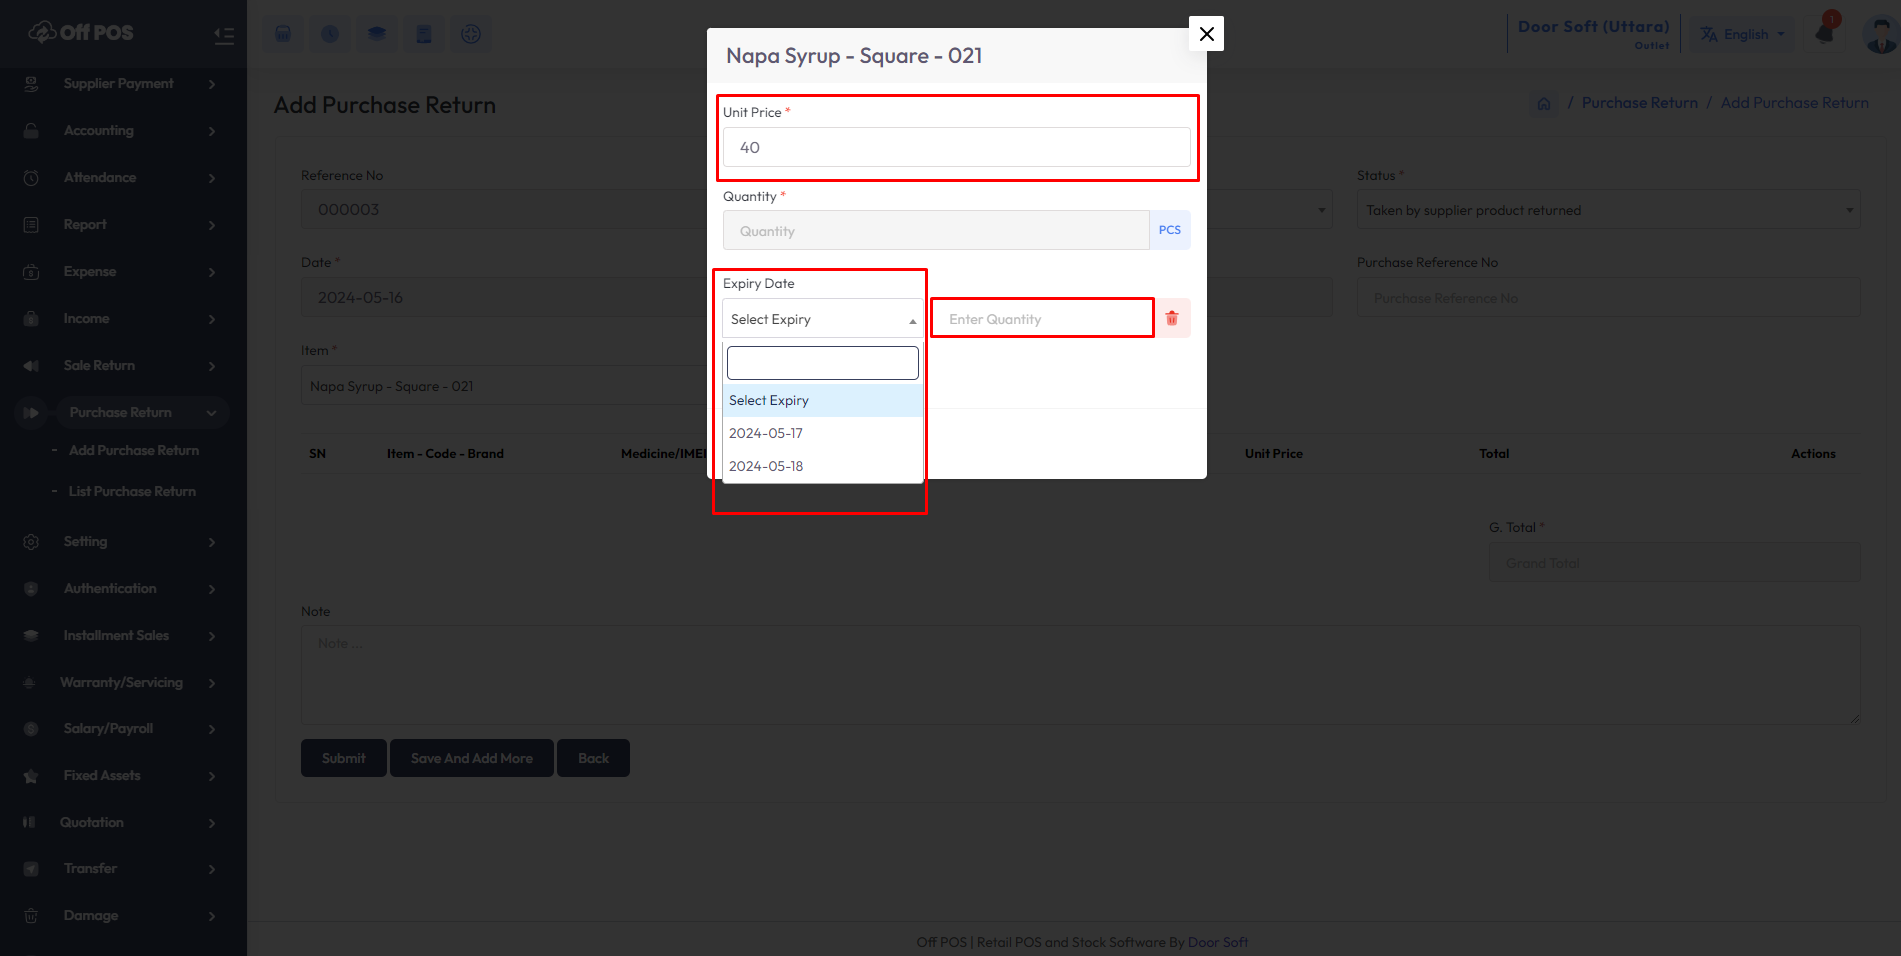 Off POS
Supplier Payment
Accounting
Attendance
Report
Expense
Income
Sale Return
Purchase Return
- Add Purchase Return
- List Purchase Return
Setting
Authentication
Installment Sales
Warranty/Servicing
Salary/Payroll
Fixed Assets
Quotation
Transfer
Damage
Door Soft (Uttara)
Outlet
English
1
Add Purchase Return
/ Purchase Return / Add Purchase Return
Reference No
000003
Status *
Taken by supplier product returned
Date *
2024-05-16
Purchase Reference No
Purchase Reference No
Item *
Napa Syrup - Square - 021
SN Item - Code - Brand Medicine/IMEI Unit Price Total Actions
G. Total *
Grand Total
Note
Note ...
Submit Save And Add More Back
Napa Syrup - Square - 021
Unit Price *
40
Quantity *
Quantity PCS
Expiry Date
Select Expiry Enter Quantity
Select Expiry
2024-05-17
2024-05-18
Off POS | Retail POS and Stock Software By Door Soft